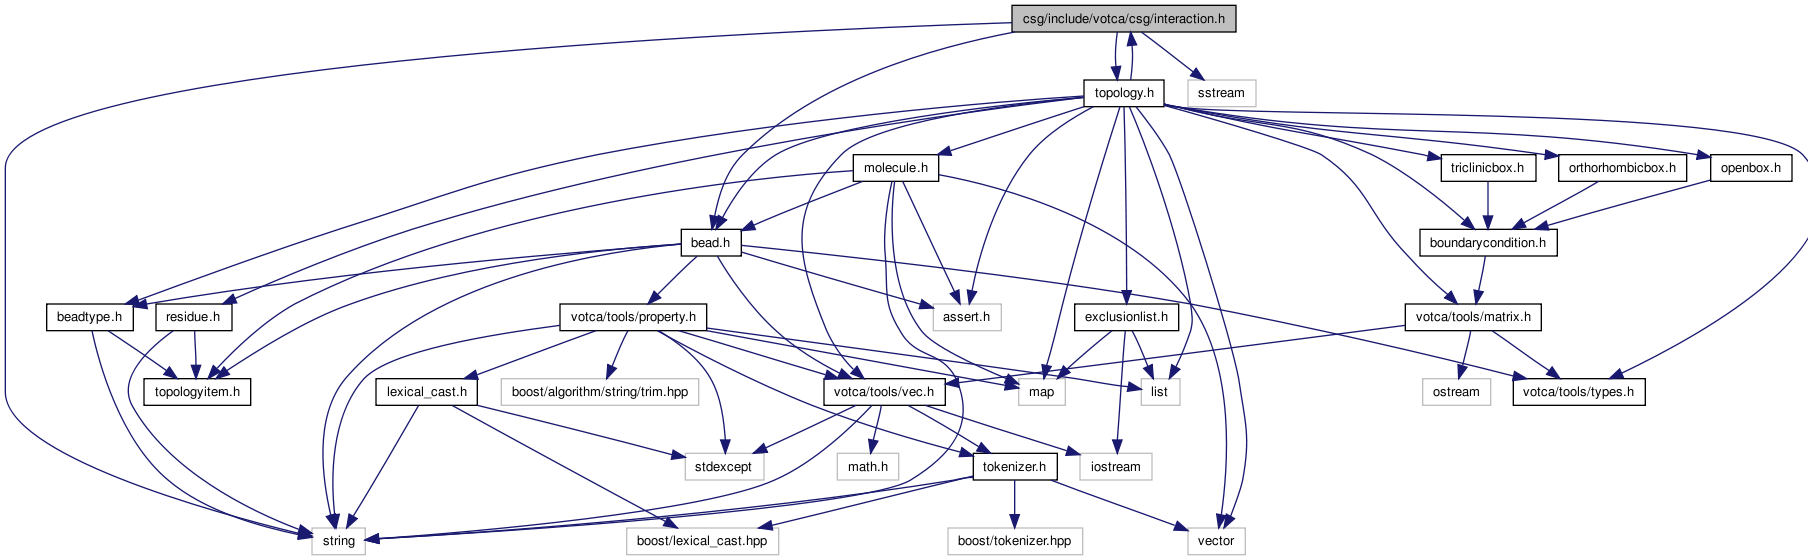 csg/include/votca/csg/interaction.h
topology.h
sstream
molecule.h
triclinicbox.h
orthorhombicbox.h
openbox.h
bead.h
boundarycondition.h
beadtype.h
residue.h
votca/tools/property.h
assert.h
exclusionlist.h
votca/tools/matrix.h
topologyitem.h
lexical_cast.h
boost/algorithm/string/trim.hpp
votca/tools/vec.h
map
list
ostream
votca/tools/types.h
stdexcept
math.h
tokenizer.h
iostream
string
boost/lexical_cast.hpp
boost/tokenizer.hpp
vector